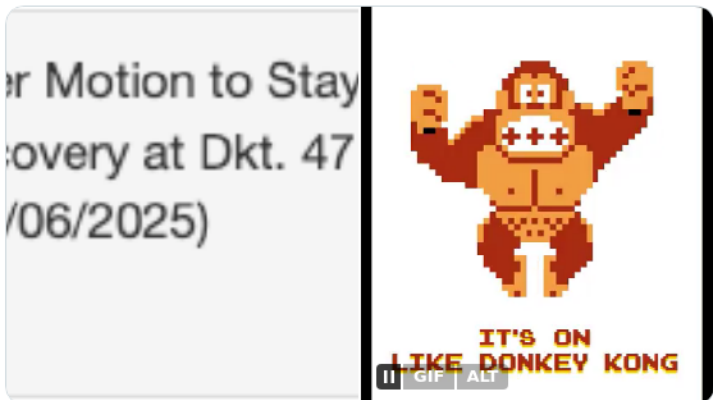 er Motion to Stay
covery at Dkt. 47
/06/2025)
IT'S ON
LIKE DONKEY KONG
GIF ALT